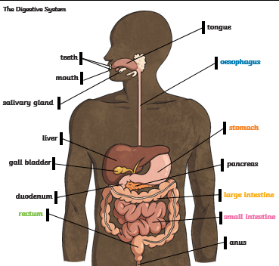 The Digestive System
tongue
teeth
oesophagus
mouth
salivary gland
stomach
liver
gall bladder
pancreas
duodenum
large intestine
rectum
small intestine
anus